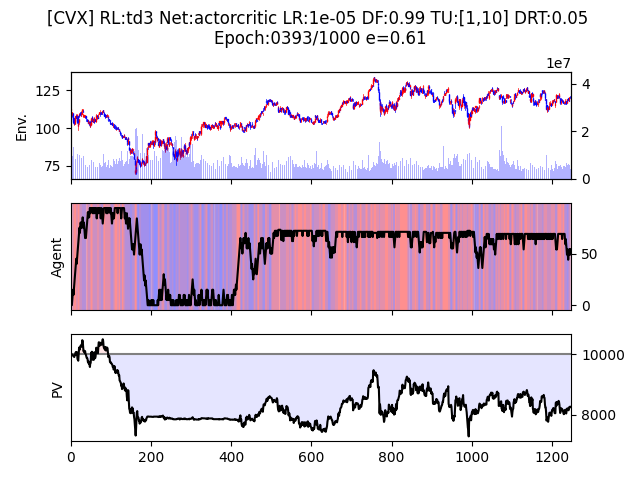 [CVX] RL:td3 Net:actorcritic LR:1e-05 DF:0.99 TU:[1,10] DRT:0.05
Epoch:0393/1000 e=0.61
1e7
125
100
75
Env.
4
2
0
Agent
50
0
PV
10000
8000
0 200 400 600 800 1000 1200